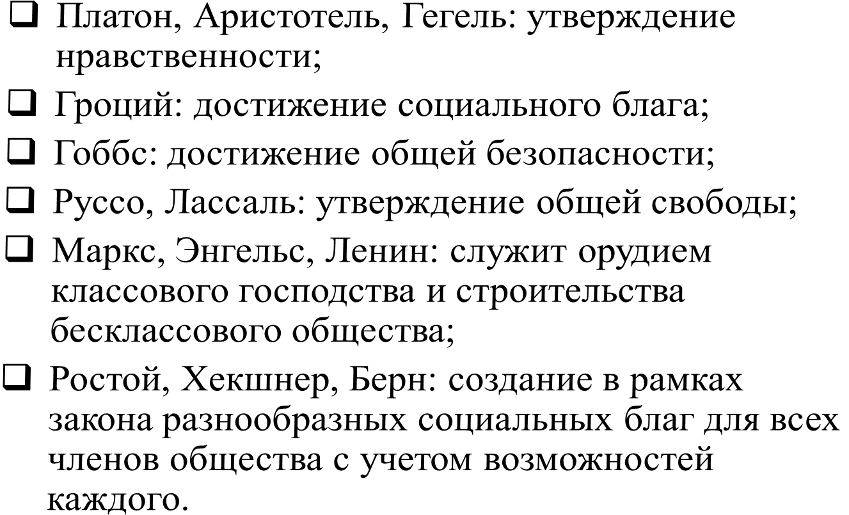 ❑ Платон, Аристотель, Гегель: утверждение
нравственности;
❑ Гроций: достижение социального блага;
❑ Гоббс: достижение общей безопасности;
❑ Руссо, Лассаль: утверждение общей свободы;
❑ Маркс, Энгельс, Ленин: служит орудием
классового господства и строительства
бесклассового общества;
❑ Ростой, Хекшнер, Берн: создание в рамках
закона разнообразных социальных благ для всех
членов общества с учетом возможностей
каждого.